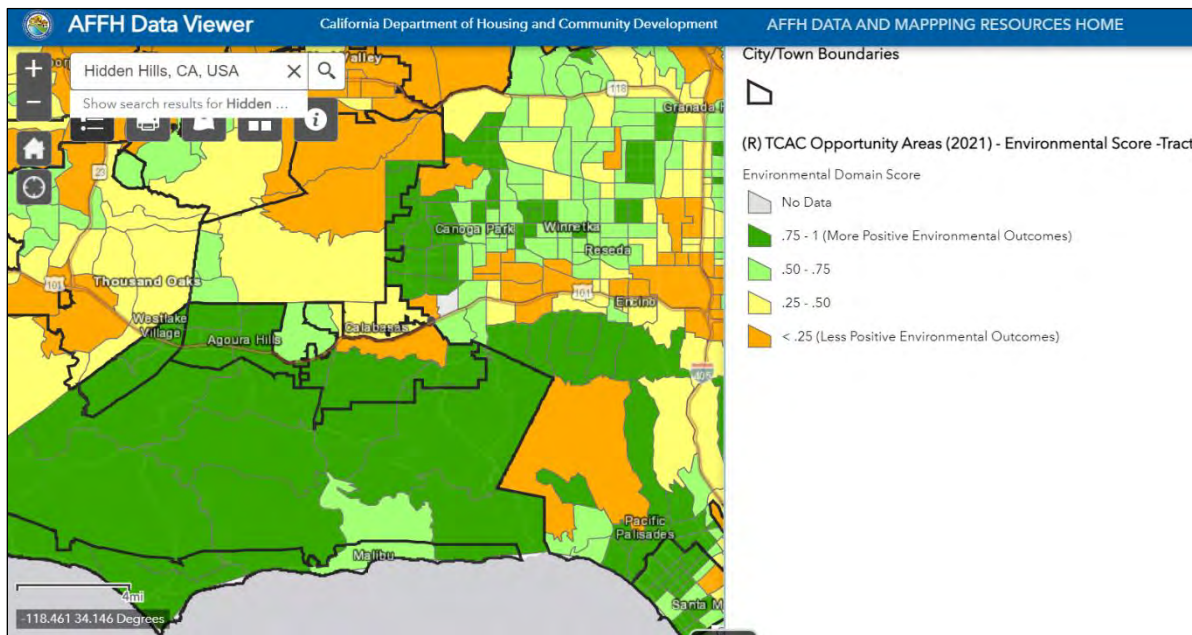 AFFH Data Viewer
California Department of Housing and Community Development
AFFH DATA AND MAPPPING RESOURCES HOME
+
Hidden Hills, CA, USA
Show search results for Hidden ...
−
Valley
118
Granada H
23
Canoga Park
Winnetka
Reseda
101
Thousand Oaks
101
Encino
Westlake
Village
Calabasas
Agoura Hills
405
Pacific
Palisades
Malibu
4mi
Santa M
-118.461 34.146 Degrees
City/Town Boundaries
(R) TCAC Opportunity Areas (2021) - Environmental Score -Tract
Environmental Domain Score
No Data
.75 - 1 (More Positive Environmental Outcomes)
.50 - .75
.25 - .50
< .25 (Less Positive Environmental Outcomes)